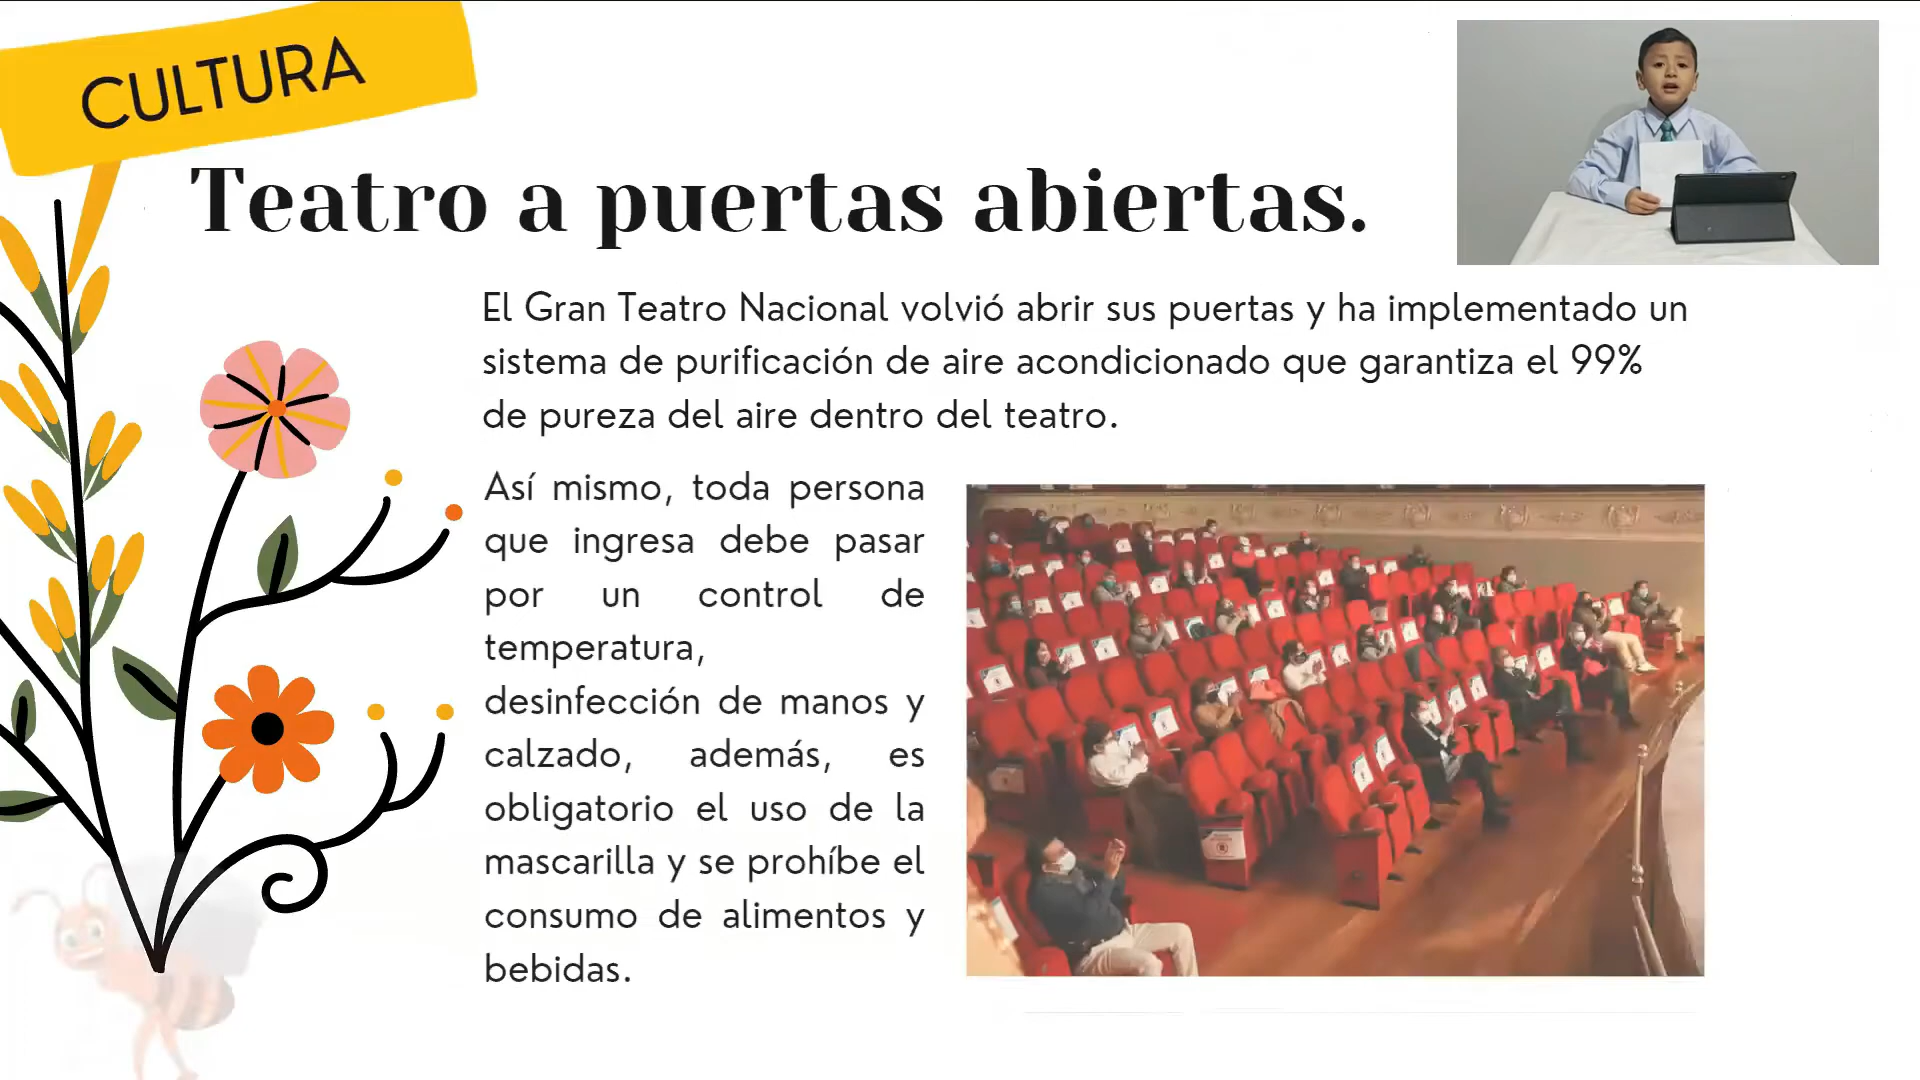 CULTURA
Teatro a puertas abiertas.
El Gran Teatro Nacional volvió abrir sus puertas y ha implementado un
sistema de purificación de aire acondicionado que garantiza el 99%
de pureza del aire dentro del teatro.
Así mismo, toda persona
que ingresa debe pasar
por un control de
temperatura,
desinfección de manos y
calzado, además, es
obligatorio el uso de la
mascarilla y se prohíbe el
consumo de alimentos y
bebidas.